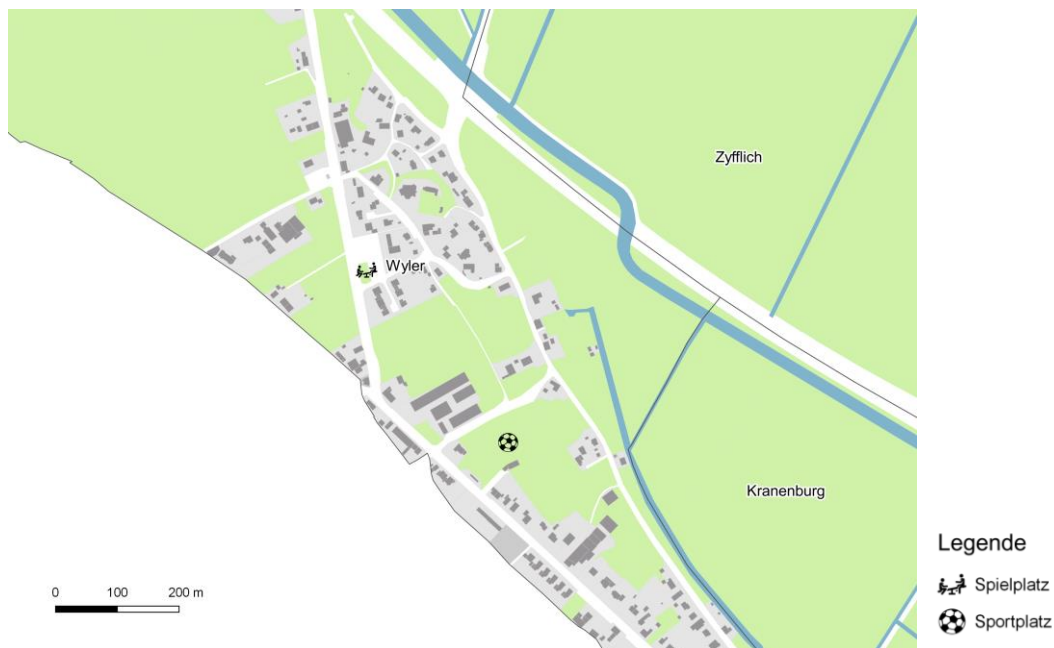 Zyfflich
Wyler
Kranenburg
0 100 200 m
Legende
Spielplatz
Sportplatz